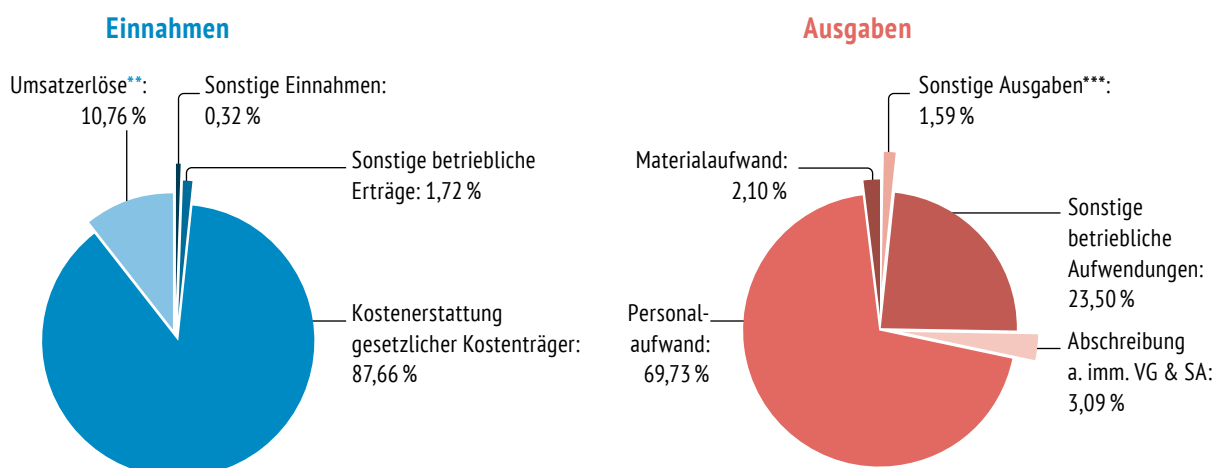 Einnahmen
Umsatzerlöse**:
10,76 %
Sonstige Einnahmen:
0,32 %
Sonstige betriebliche
Erträge: 1,72 %
Kostenerstattung
gesetzlicher Kostenträger:
87,66 %
Ausgaben
Sonstige Ausgaben***:
1,59 %
Materialaufwand:
2,10 %
Sonstige
betriebliche
Aufwendungen:
23,50 %
Personal-
aufwand:
69,73 %
Abschreibung
a. imm. VG & SA:
3,09 %